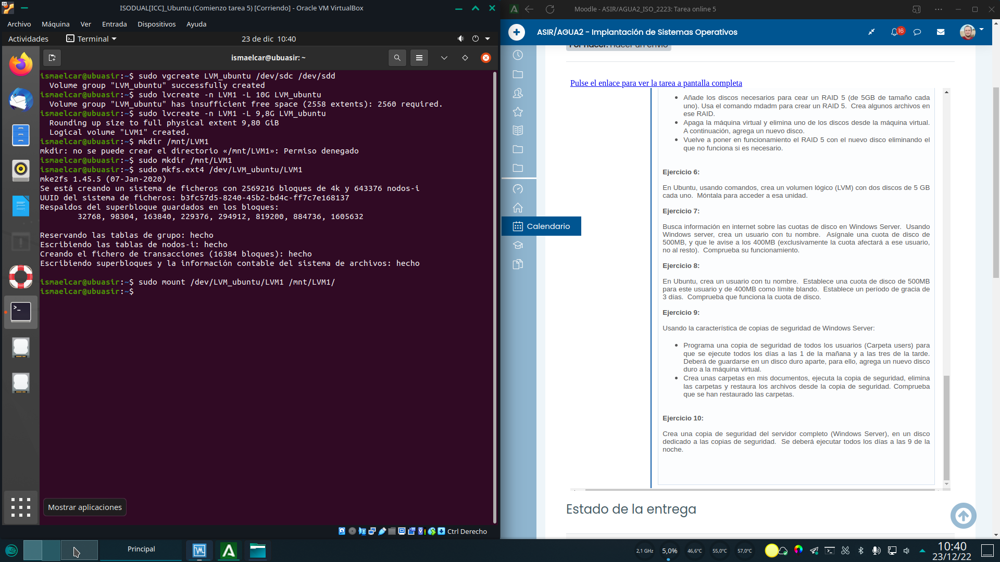 ISODUAL[ICC]_Ubuntu (Comienzo tarea 5) [Corriendo] - Oracle VM VirtualBox
Archivo Máquina Ver Entrada Dispositivos Ayuda
Actividades Terminal 23 de dic 10:40
ismaelcar@ubuasir: ~
ismaelcar@ubuasir:~$ sudo vgcreate LVM_ubuntu /dev/sdc /dev/sdd
Volume group "LVM_ubuntu" successfully created
ismaelcar@ubuasir:~$ sudo lvcreate -n LVM1 -L 10G LVM_ubuntu
Volume group "LVM_ubuntu" has insufficient free space (2558 extents): 2560 required.
ismaelcar@ubuasir:~$ sudo lvcreate -n LVM1 -L 9,8G LVM_ubuntu
Rounding up size to full physical extent 9,80 GiB
Logical volume "LVM1" created.
ismaelcar@ubuasir:~$ mkdir /mnt/LVM1
mkdir: no se puede crear el directorio «/mnt/LVM1»: Permiso denegado
ismaelcar@ubuasir:~$ sudo mkdir /mnt/LVM1
ismaelcar@ubuasir:~$ sudo mkfs.ext4 /dev/LVM_ubuntu/LVM1
mke2fs 1.45.5 (07-Jan-2020)
Se está creando un sistema de ficheros con 2569216 bloques de 4k y 643376 nodos-i
UUID del sistema de ficheros: b3fc57d5-8240-45b2-bd4c-ff7c7e168137
Respaldos del superbloque guardados en los bloques:
32768, 98304, 163840, 229376, 294912, 819200, 884736, 1605632
Reservando las tablas de grupo: hecho
Escribiendo las tablas de nodos-i: hecho
Creando el fichero de transacciones (16384 bloques): hecho
Escribiendo superbloques y la información contable del sistema de archivos: hecho
ismaelcar@ubuasir:~$ sudo mount /dev/LVM_ubuntu/LVM1 /mnt/LVM1/
ismaelcar@ubuasir:~$
Mostrar aplicaciones
Ctrl Derecho
Moodle - ASIR/AGUA2_ISO_2223: Tarea online 5
ASIR/AGUA2 - Implantación de Sistemas Operativos
16
Por hacer: Hacer un envío
Pulse el enlace para ver la tarea a pantalla completa
Calendario
• Añade los discos necesarios para cear un RAID 5 (de 5GB de tamaño cada
uno). Usa el comando mdadm para crear un RAID 5. Crea algunos archivos en
ese RAID.
• Apaga la máquina virtual y elimina uno de los discos desde la máquina virtual.
A continuación, agrega un nuevo disco.
• Vuelve a poner en funcionamiento el RAID 5 con el nuevo disco eliminando el
que no funciona si es necesario.
Ejercicio 6:
En Ubuntu, usando comandos, crea un volumen lógico (LVM) con dos discos de 5 GB
cada uno. Móntala para acceder a esa unidad.
Ejercicio 7:
Busca información en internet sobre las cuotas de disco en Windows Server. Usando
Windows server, crea un usuario con tu nombre. Asígnale una cuota de disco de
500MB, y que le avise a los 400MB (exclusivamente la cuota afectará a ese usuario,
no al resto). Comprueba su funcionamiento.
Ejercicio 8:
En Ubuntu, crea un usuario con tu nombre. Establece una cuota de disco de 500MB
para este usuario y de 400MB como límite blando. Establece un período de gracia de
3 días. Comprueba que funciona la cuota de disco.
Ejercicio 9:
Usando la característica de copias de seguridad de Windows Server:
• Programa una copia de seguridad de todos los usuarios (Carpeta users) para
que se ejecute todos los días a las 1 de la mañana y a las tres de la tarde.
Deberá de guardarse en un disco duro aparte, para ello, agrega un nuevo disco
duro a la máquina virtual.
• Crea unas carpetas en mis documentos, ejecuta la copia de seguridad, elimina
las carpetas y restaura los archivos desde la copia de seguridad. Comprueba
que se han restaurado las carpetas.
Ejercicio 10:
Crea una copia de seguridad del servidor completo (Windows Server), en un disco
dedicado a las copias de seguridad. Se deberá ejecutar todos los días a las 9 de la
noche.
Estado de la entrega
Principal
2,1 GHz 5,0% 46,6°C 55,0°C 57,0°C
10:40
23/12/22